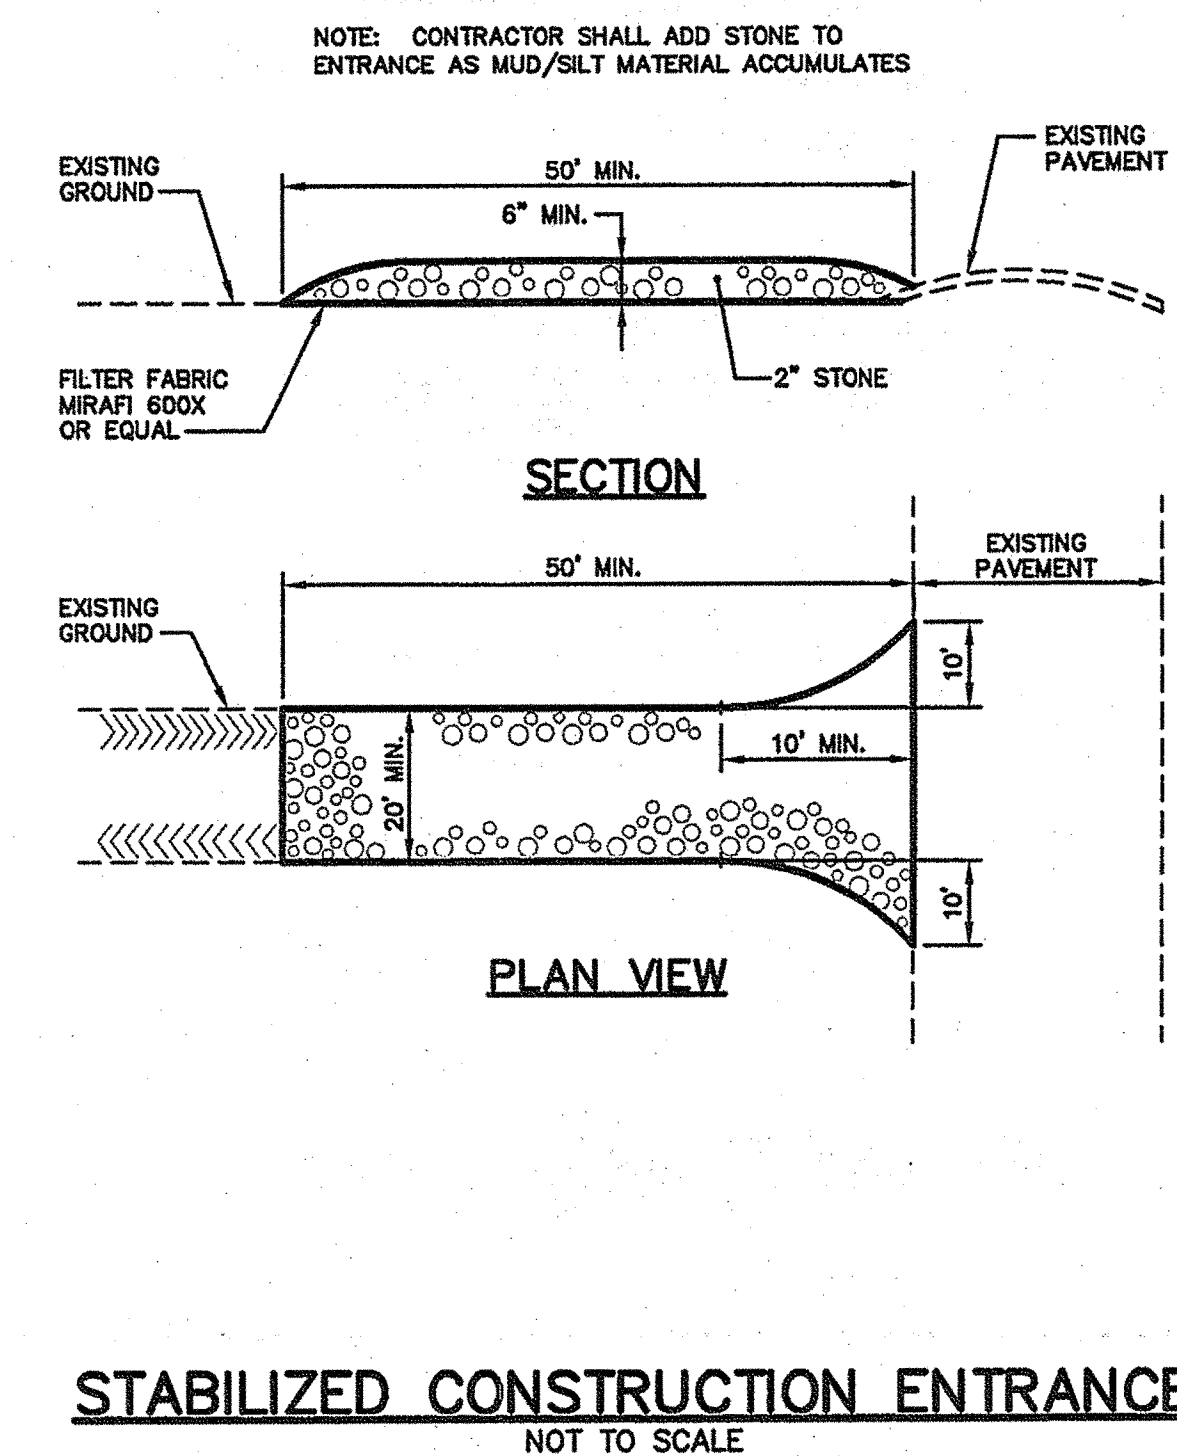 NOTE: CONTRACTOR SHALL ADD STONE TO
ENTRANCE AS MUD/SILT MATERIAL ACCUMULATES
EXISTING
GROUND
50' MIN.
EXISTING
PAVEMENT
6" MIN.
FILTER FABRIC
MIRAFI 600X
OR EQUAL
2" STONE
SECTION
50' MIN.
EXISTING
PAVEMENT
EXISTING
GROUND
10'
20' MIN.
10' MIN.
10'
PLAN VIEW
STABILIZED CONSTRUCTION ENTRANCE
NOT TO SCALE